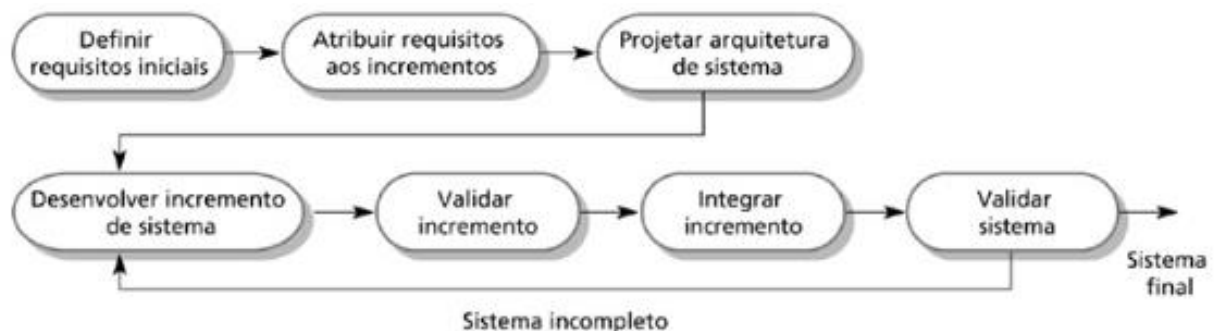 Definir
requisitos iniciais
Atribuir requisitos
aos incrementos
Projetar arquitetura
de sistema
Desenvolver incremento
de sistema
Validar
incremento
Integrar
incremento
Validar
sistema
Sistema
final
Sistema incompleto